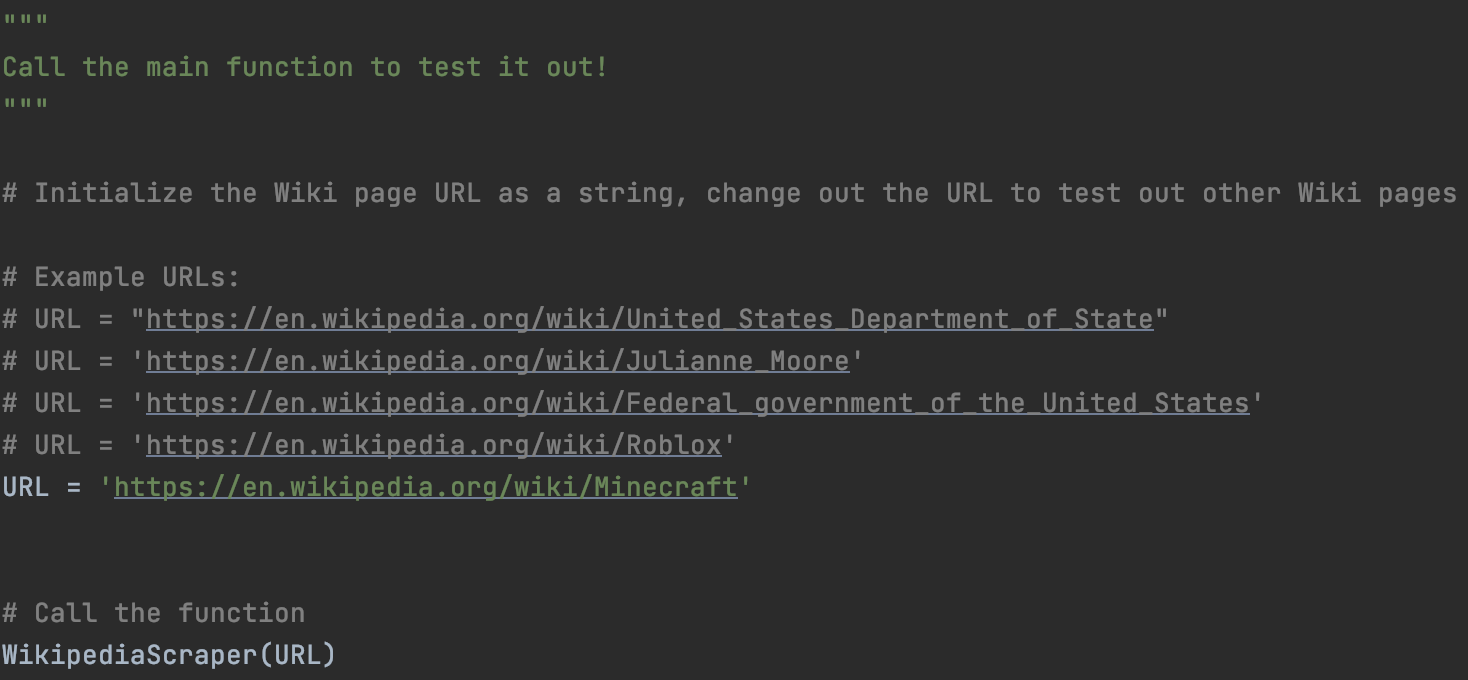 """
Call the main function to test it out!
"""
# Initialize the Wiki page URL as a string, change out the URL to test out other Wiki pages
# Example URLs:
# URL = "https://en.wikipedia.org/wiki/United_States_Department_of_State"
# URL = 'https://en.wikipedia.org/wiki/Julianne_Moore'
# URL = 'https://en.wikipedia.org/wiki/Federal_government_of_the_United_States'
# URL = 'https://en.wikipedia.org/wiki/Roblox'
URL = 'https://en.wikipedia.org/wiki/Minecraft'
# Call the function
WikipediaScraper(URL)